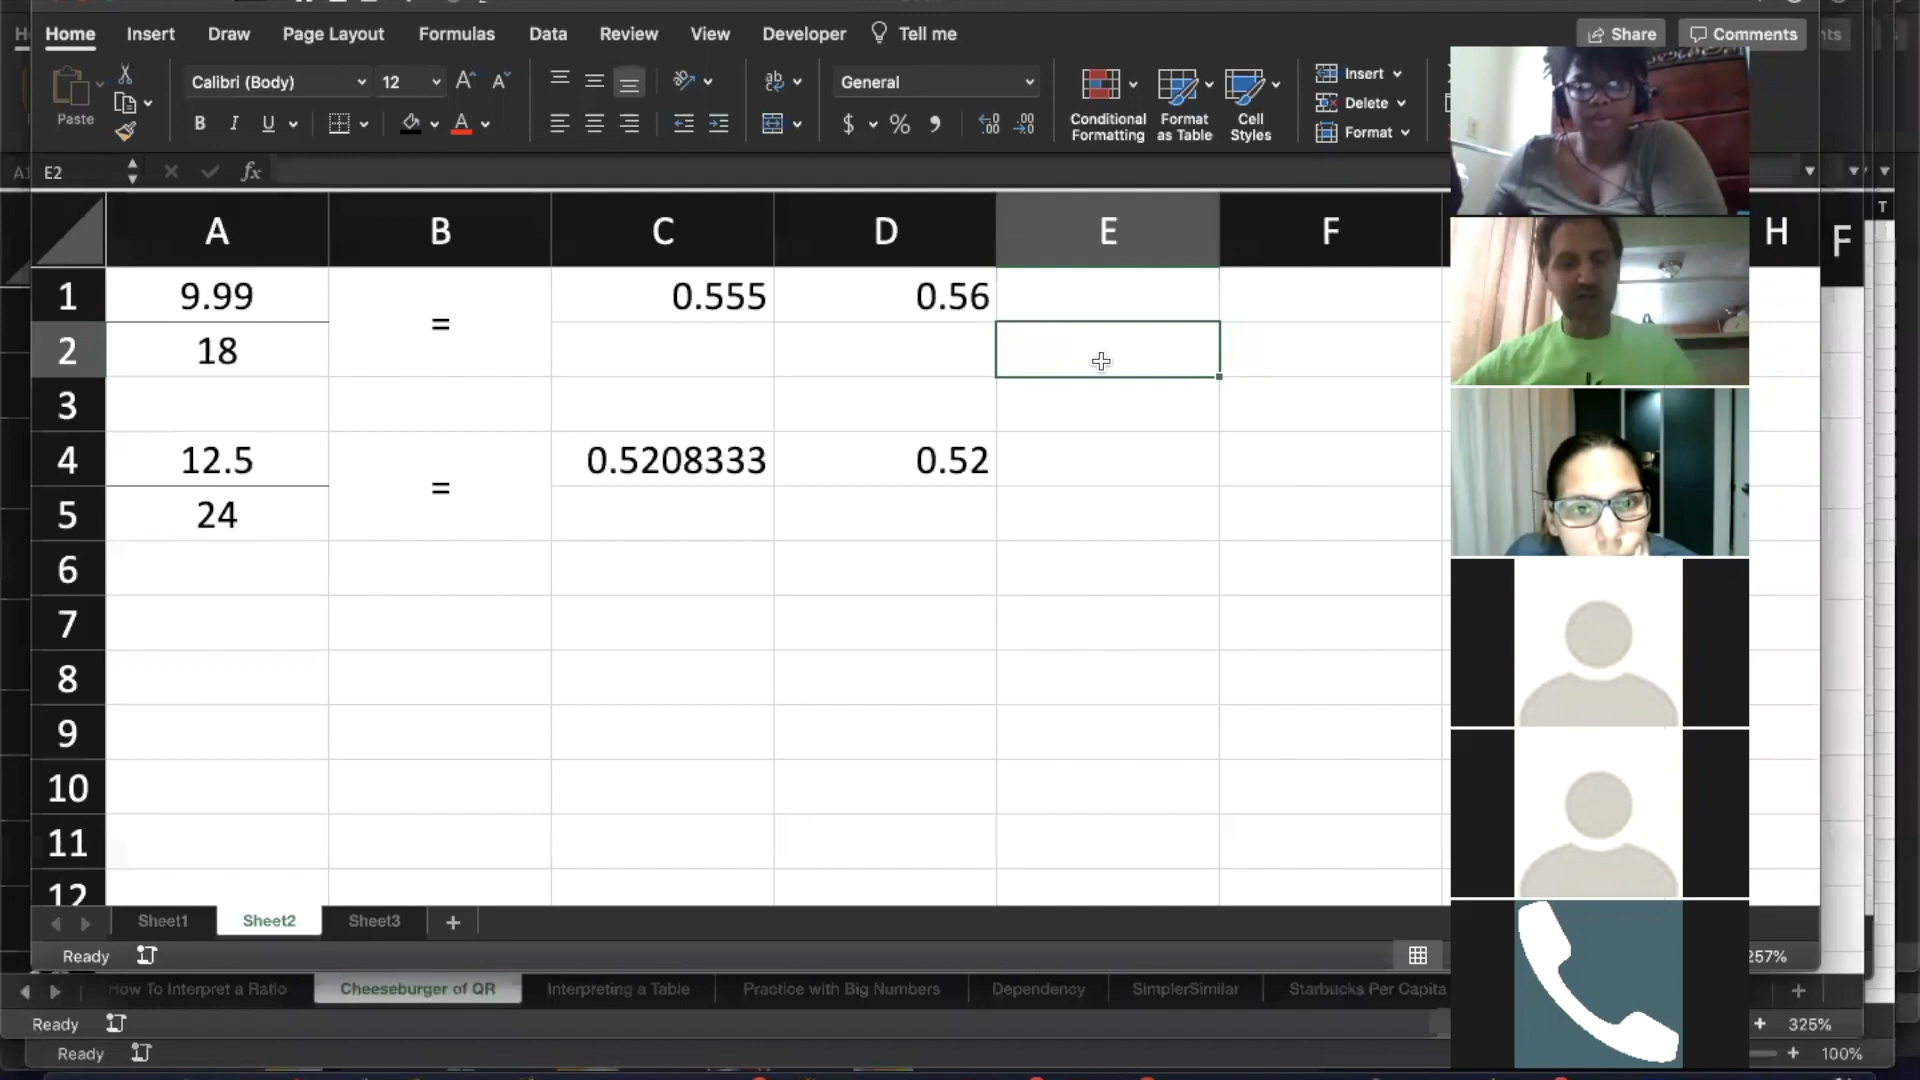 Home Insert Draw Page Layout Formulas Data Review View Developer Tell me Share Comments
Paste Calibri (Body) 12 General Insert
Delete
Format
B I U $ % Conditional Formatting Format as Table Cell Styles
E2 fx
A B C D E F H F T
1 9.99 = 0.555 0.56
2 18
3
4 12.5 = 0.5208333 0.52
5 24
6
7
8
9
10
11
12
Sheet1 Sheet2 Sheet3 +
Ready 257%
How To Interpret a Ratio Cheeseburger of QR Interpreting a Table Practice with Big Numbers Dependency SimplerSimilar Starbucks Per Capita +
Ready + 325%
Ready + 100%